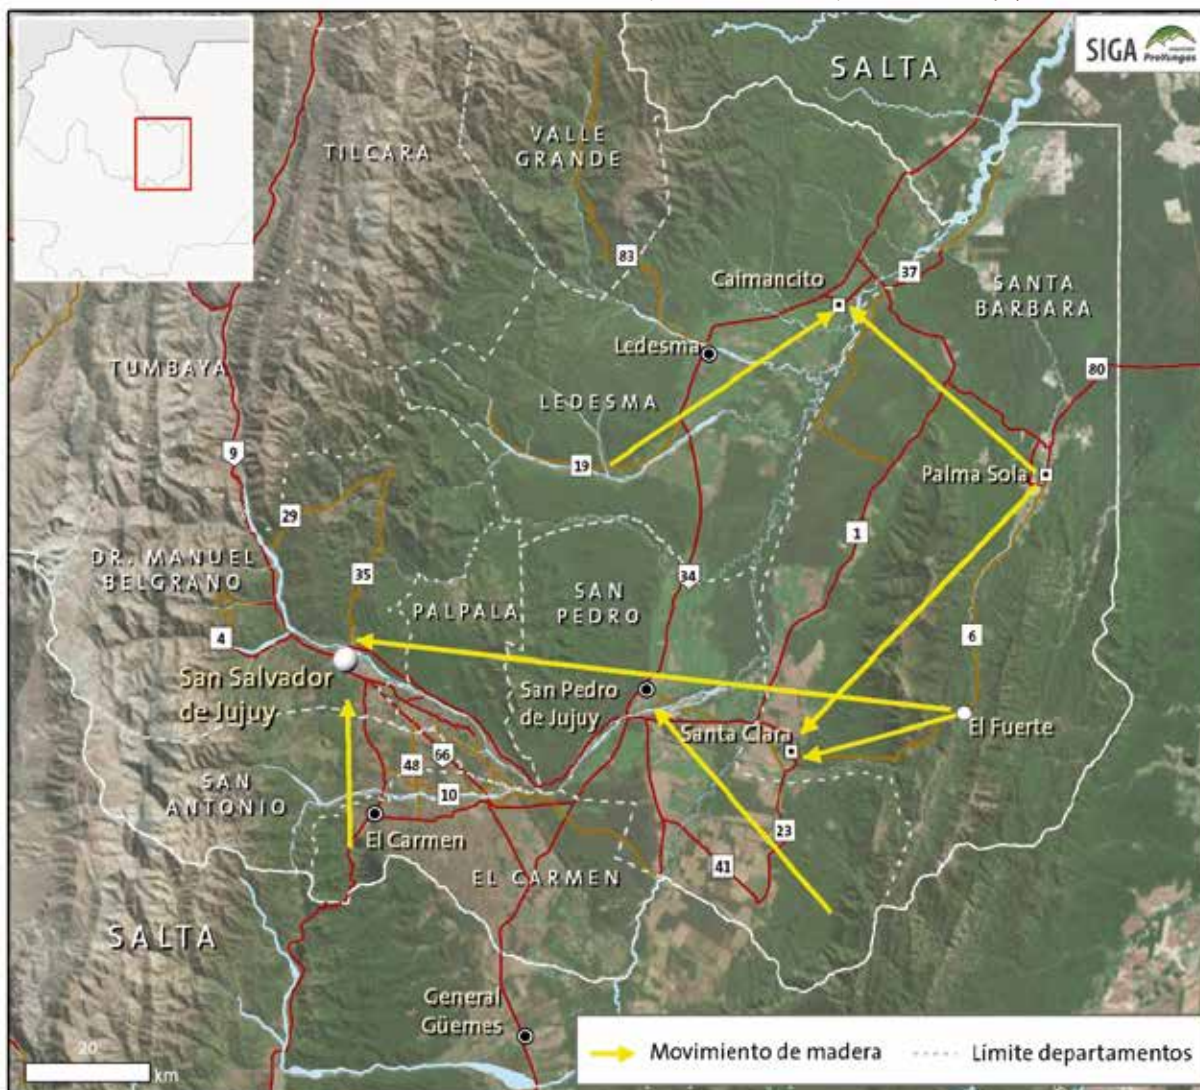 SIGA
ProYungas
SALTA
VALLE
GRANDE
TILCARA
83
37
Caimancito
SANTA
BARBARA
Ledesma
TUMBAYA
80
LEDESMA
9
19
Palma Sola
29
1
DR. MANUEL
BELGRANO
35
34
SAN
PEDRO
PALPALA
4
6
San Salvador
de Jujuy
San Pedro
de Jujuy
El Fuerte
Santa Clara
66
48
SAN
ANTONIO
10
El Carmen
23
41
EL CARMEN
SALTA
General
Güemes
20
km
Movimiento de madera
Límite departamentos